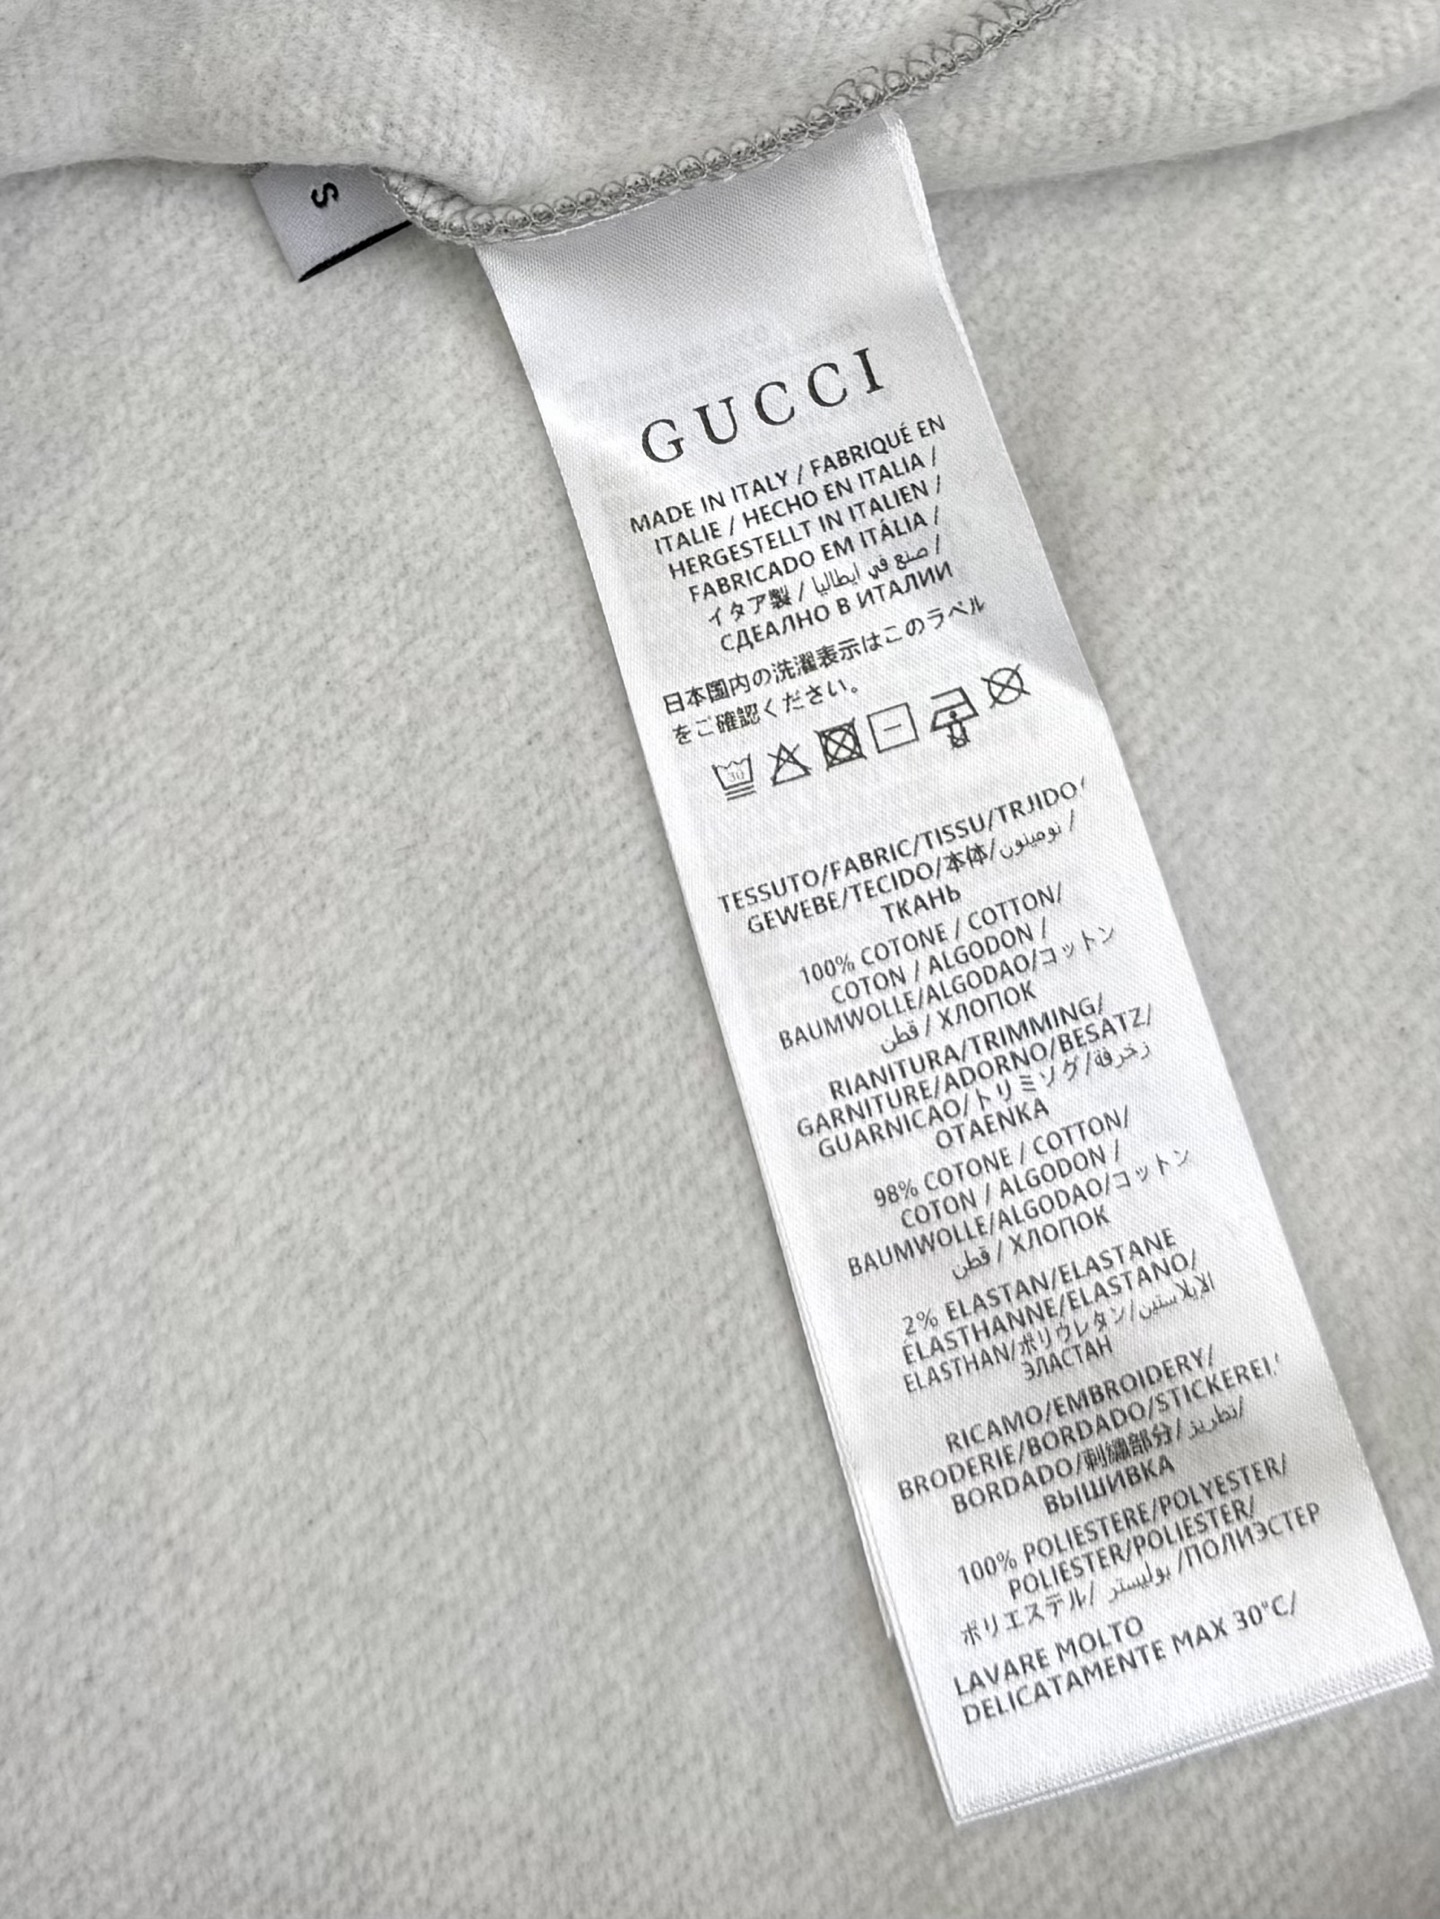 S
GUCCI
MADE IN ITALY / FABRIQUÉ EN
ITALIE / HECHO EN ITALIA /
HERGESTELLT IN ITALIEN /
FABRICADO EM ITÁLIA /
イタア製 / صنع في ايطاليا /
СДЕАЛНО В ИТАЛИИ
日本国内の洗濯表示はこのラベル
をご確認ください。
30
TESSUTO/FABRIC/TISSU/TRJIDO/
GEWEBE/TECIDO/本体/نومينون/
ТКАНЬ
100% COTONE / COTTON/
COTON / ALGODON /
BAUMWOLLE/ALGODAO/コットン
قطن / ХЛОПОК
RIANITURA/TRIMMING/
GARNITURE/ADORNO/BESATZ/
GUARNICAO/トリミソグ/زخرفة/
OTAENKA
98% COTONE / COTTON/
COTON / ALGODON /
BAUMWOLLE/ALGODAO/コットン
قطن / ХЛОПОК
2% ELASTAN/ELASTANE
ELASTHANNE/ELASTANO/
ELASTHAN/ポリウレタン/الايلاستين/
ЭЛАСТАН
RICAMO/EMBROIDERY/
BRODERIE/BORDADO/STICKEREI/
BORDADO/刺繍部分/تطريز/
ВЫШИВКА
100% POLIESTERE/POLYESTER/
POLIESTER/POLIESTER/
ポリエステル/ بوليستر /ПОЛИЭСТЕР
LAVARE MOLTO
DELICATAMENTE MAX 30°C/